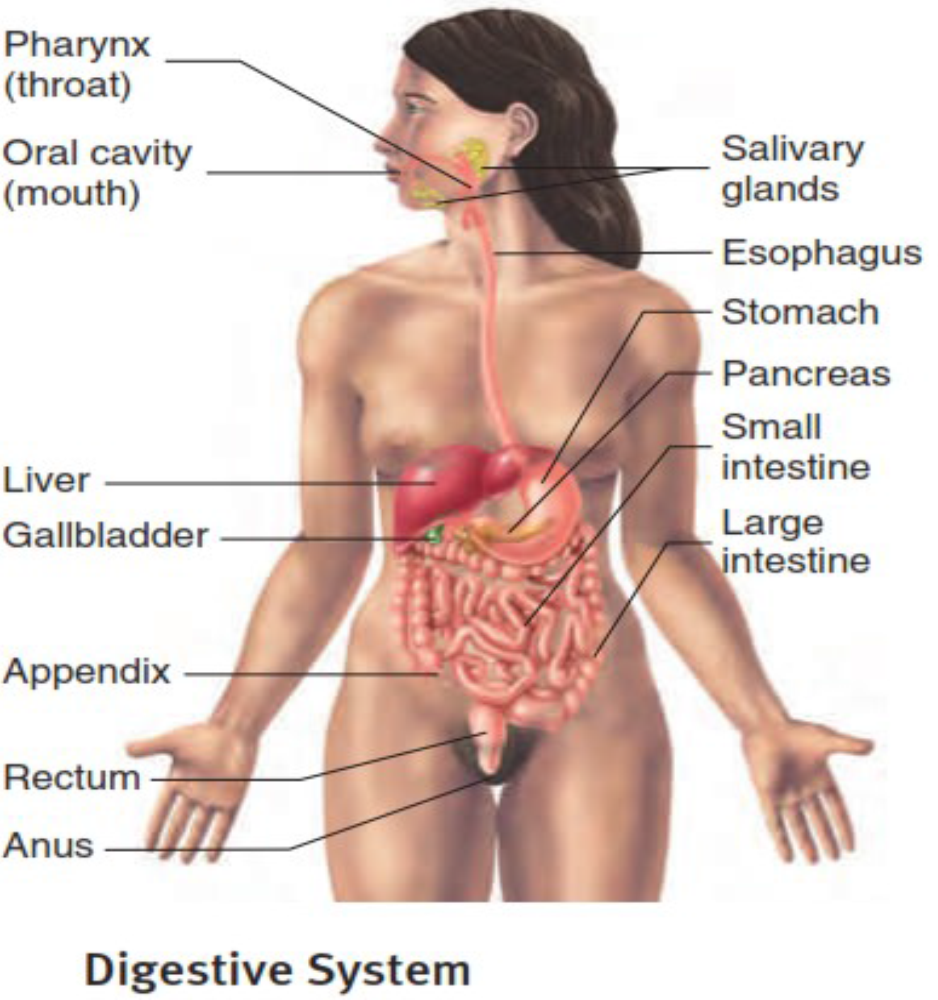 Pharynx
(throat)
Oral cavity
(mouth)
Liver
Gallbladder
Appendix
Rectum
Anus
Salivary
glands
Esophagus
Stomach
Pancreas
Small
intestine
Large
intestine
Digestive System